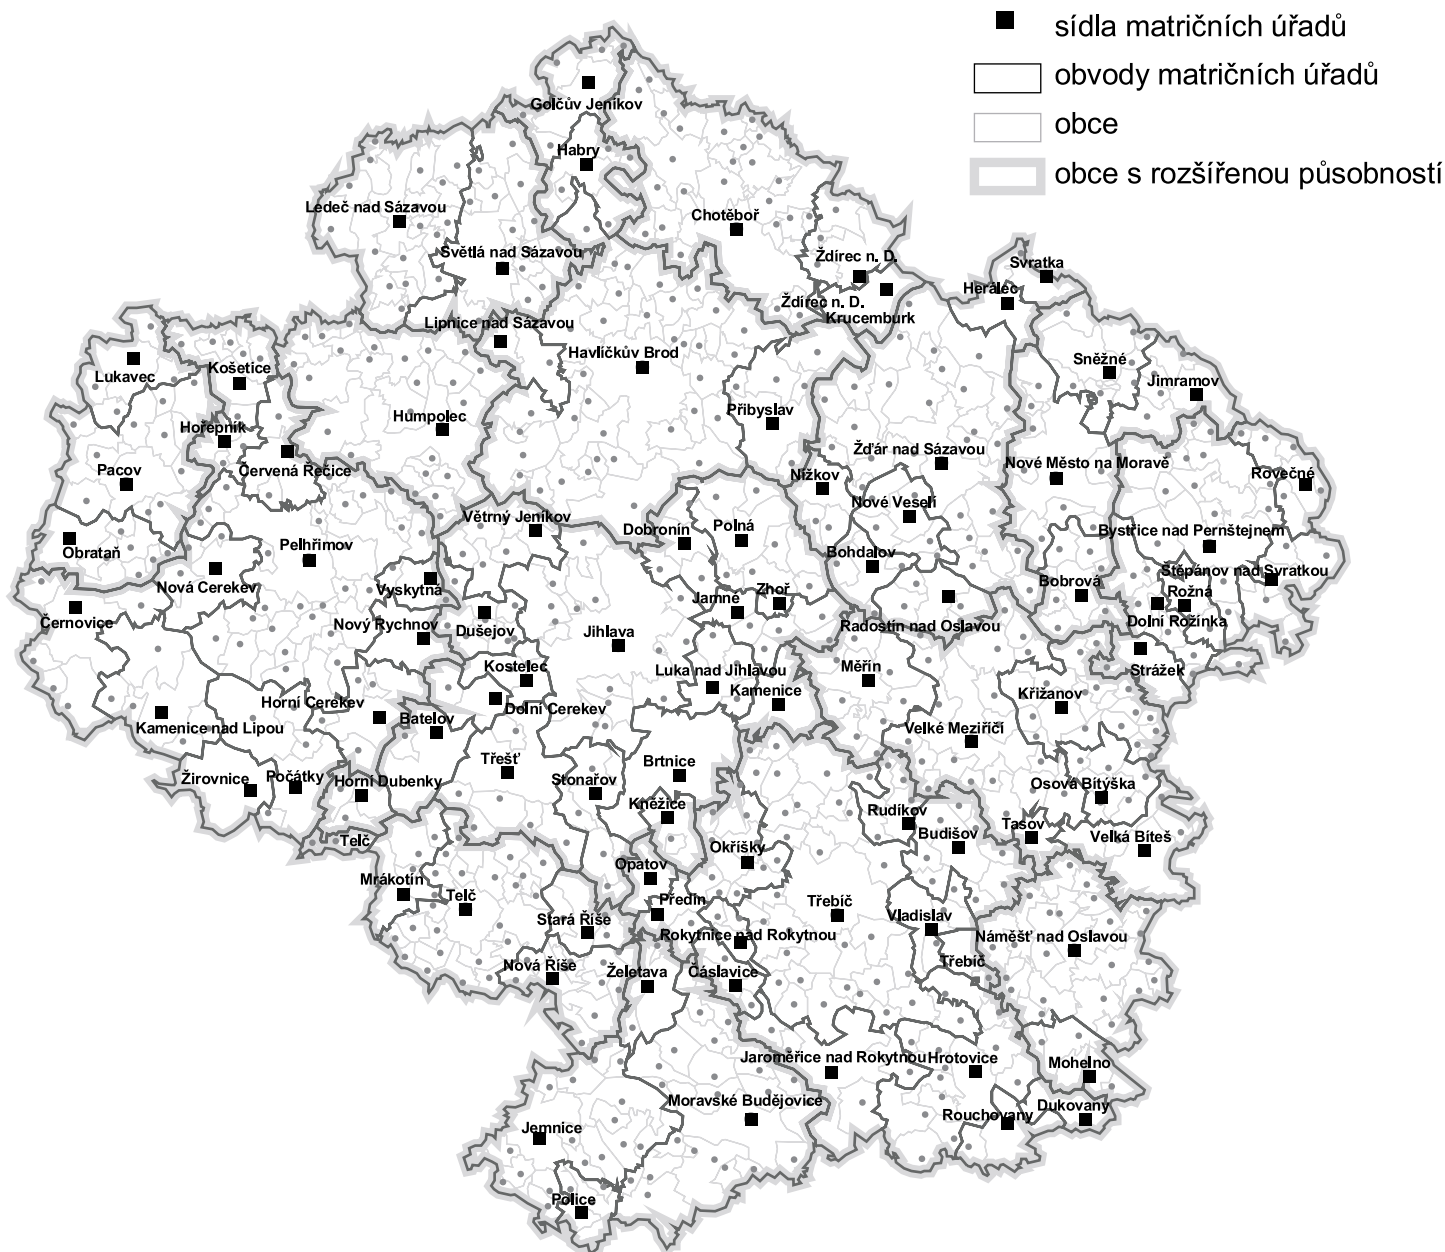 sídla matričních úřadů
obvody matričních úřadů
obce
obce s rozšířenou působností
Golčův Jeníkov
Habry
Ledeč nad Sázavou
Chotěboř
Světlá nad Sázavou
Ždírec n. D.
Svratka
Herálec
Ždírec n. D.
Krucemburk
Lipnice nad Sázavou
Havlíčkův Brod
Sněžné
Košetice
Lukavec
Jimramov
Přibyslav
Humpolec
Hořepník
Žďár nad Sázavou
Nové Město na Moravě
Červená Řečice
Pacov
Rovečné
Nížkov
Nové Veselí
Větrný Jeníkov
Dobronín
Polná
Bystřice nad Pernštejnem
Obrataň
Pelhřimov
Bohdalov
Štěpánov nad Svratkou
Nová Cerekev
Vyskytná
Bobrová
Zhoř
Rožná
Jamné
Černovice
Nový Rychnov
Dušejov
Jihlava
Radostín nad Oslavou
Dolní Rožínka
Kostelec
Luka nad Jihlavou
Měřín
Strážek
Kamenice
Křižanov
Horní Cerekev
Dolní Cerekev
Batelov
Kamenice nad Lipou
Velké Meziříčí
Třešť
Brtnice
Žirovnice
Počátky
Horní Dubenky
Stonařov
Osová Bítýška
Kněžice
Rudíkov
Tasov
Budišov
Velká Bíteš
Telč
Okříšky
Opatov
Mrákotín
Telč
Předín
Třebíč
Stará Říše
Vladislav
Rokytnice nad Rokytnou
Náměšť nad Oslavou
Třebíč
Nová Říše
Želetava
Čáslavice
Jaroměřice nad Rokytnou
Hrotovice
Mohelno
Moravské Budějovice
Dukovany
Rouchovany
Jemnice
Police